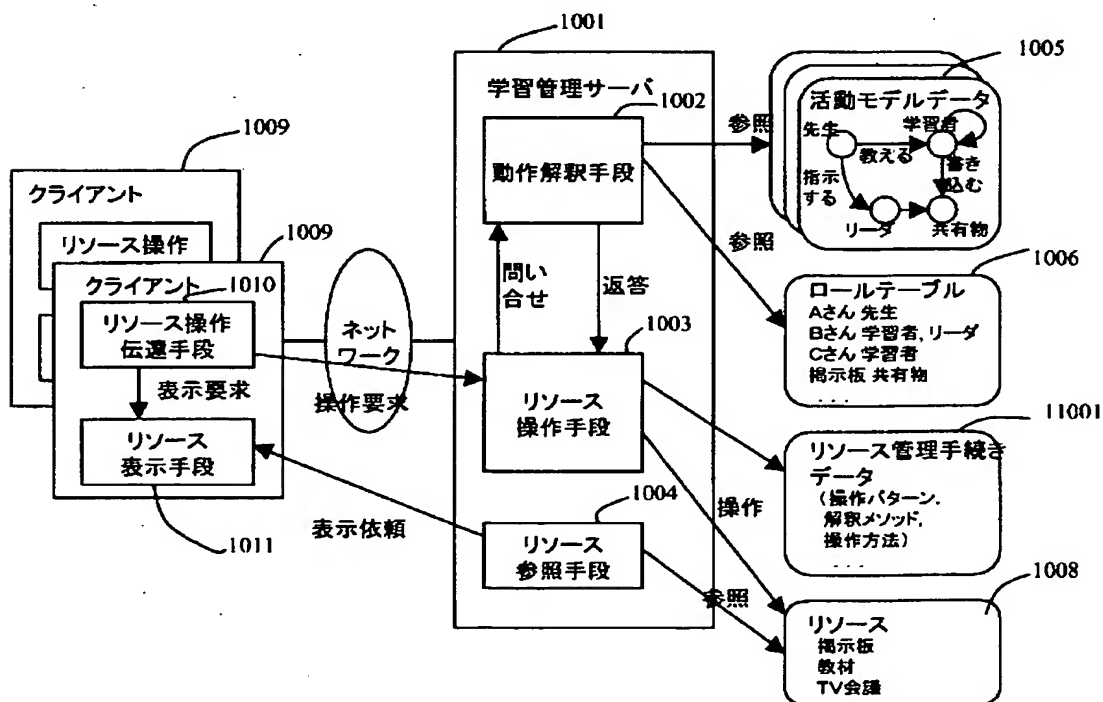 1001
学習管理サーバ
1002
動作解釈手段
問い
合せ
返答
1003
リソース
操作手段
1004
リソース
参照手段
1009
クライアント
リソース操作
1009
クライアント
1010
リソース操作
伝達手段
表示要求
リソース
表示手段
1011
ネット
ワーク
操作要求
表示依頼
参照
参照
操作
参照
1005
活動モデルデータ
先生
学習者
教える
書き
込む
指示
する
リーダ
共有物
1006
ロールテーブル
Aさん 先生
Bさん 学習者, リーダ
Cさん 学習者
掲示板 共有物
. . .
11001
リソース管理手続き
データ
(操作パターン,
解釈メソッド,
操作方法)
. . .
1008
リソース
掲示板
教材
TV会議